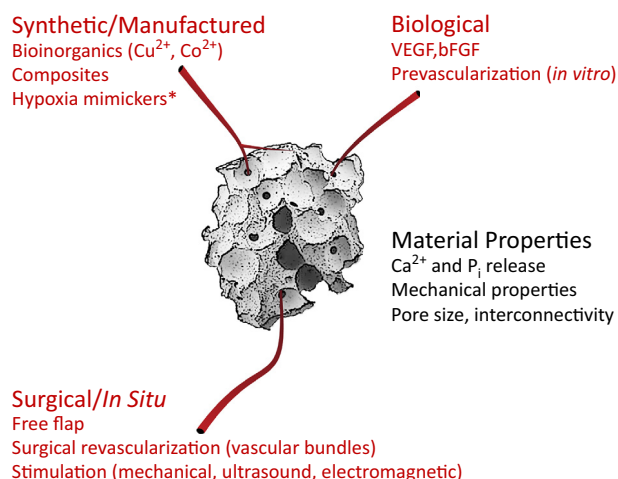 Synthetic/Manufactured
Bioinorganics (Cu²⁺, Co²⁺)
Composites
Hypoxia mimickers*
Biological
VEGF,bFGF
Prevascularization (in vitro)
Material Properties
Ca²⁺ and Pᵢ release
Mechanical properties
Pore size, interconnectivity
Surgical/In Situ
Free flap
Surgical revascularization (vascular bundles)
Stimulation (mechanical, ultrasound, electromagnetic)